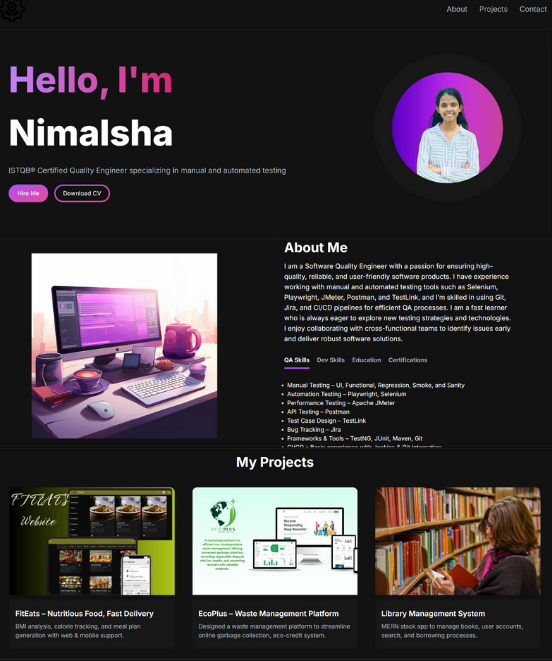 About Projects Contact
Hello, I'm
Nimalsha
ISTQB® Certified Quality Engineer specializing in manual and automated testing
Hire Me Download CV
About Me
I am a Software Quality Engineer with a passion for ensuring high-
quality, reliable, and user-friendly software products. I have experience
working with manual and automated testing tools such as Selenium,
Playwright, JMeter, Postman, and TestLink, and I'm skilled in using Git,
Jira, and CI/CD pipelines for efficient QA processes. I am a fast learner
who is always eager to explore new testing strategies and technologies.
I enjoy collaborating with cross-functional teams to identify issues early
and deliver robust software solutions.
QA Skills Dev Skills Education Certifications
• Manual Testing – UI, Functional, Regression, Smoke, and Sanity
• Automation Testing – Playwright, Selenium
• Performance Testing – Apache JMeter
• API Testing – Postman
• Test Case Design – TestLink
• Bug Tracking – Jira
• Frameworks & Tools – TestNG, JUnit, Maven, Git
My Projects
FITEATS
Website
ECO PLUS
FitEats – Nutritious Food, Fast Delivery
BMI analysis, calorie tracking, and meal plan
generation with web & mobile support.
EcoPlus – Waste Management Platform
Designed a waste management platform to streamline
online garbage collection, eco-credit system.
Library Management System
MERN stack app to manage books, user accounts,
search, and borrowing processes.